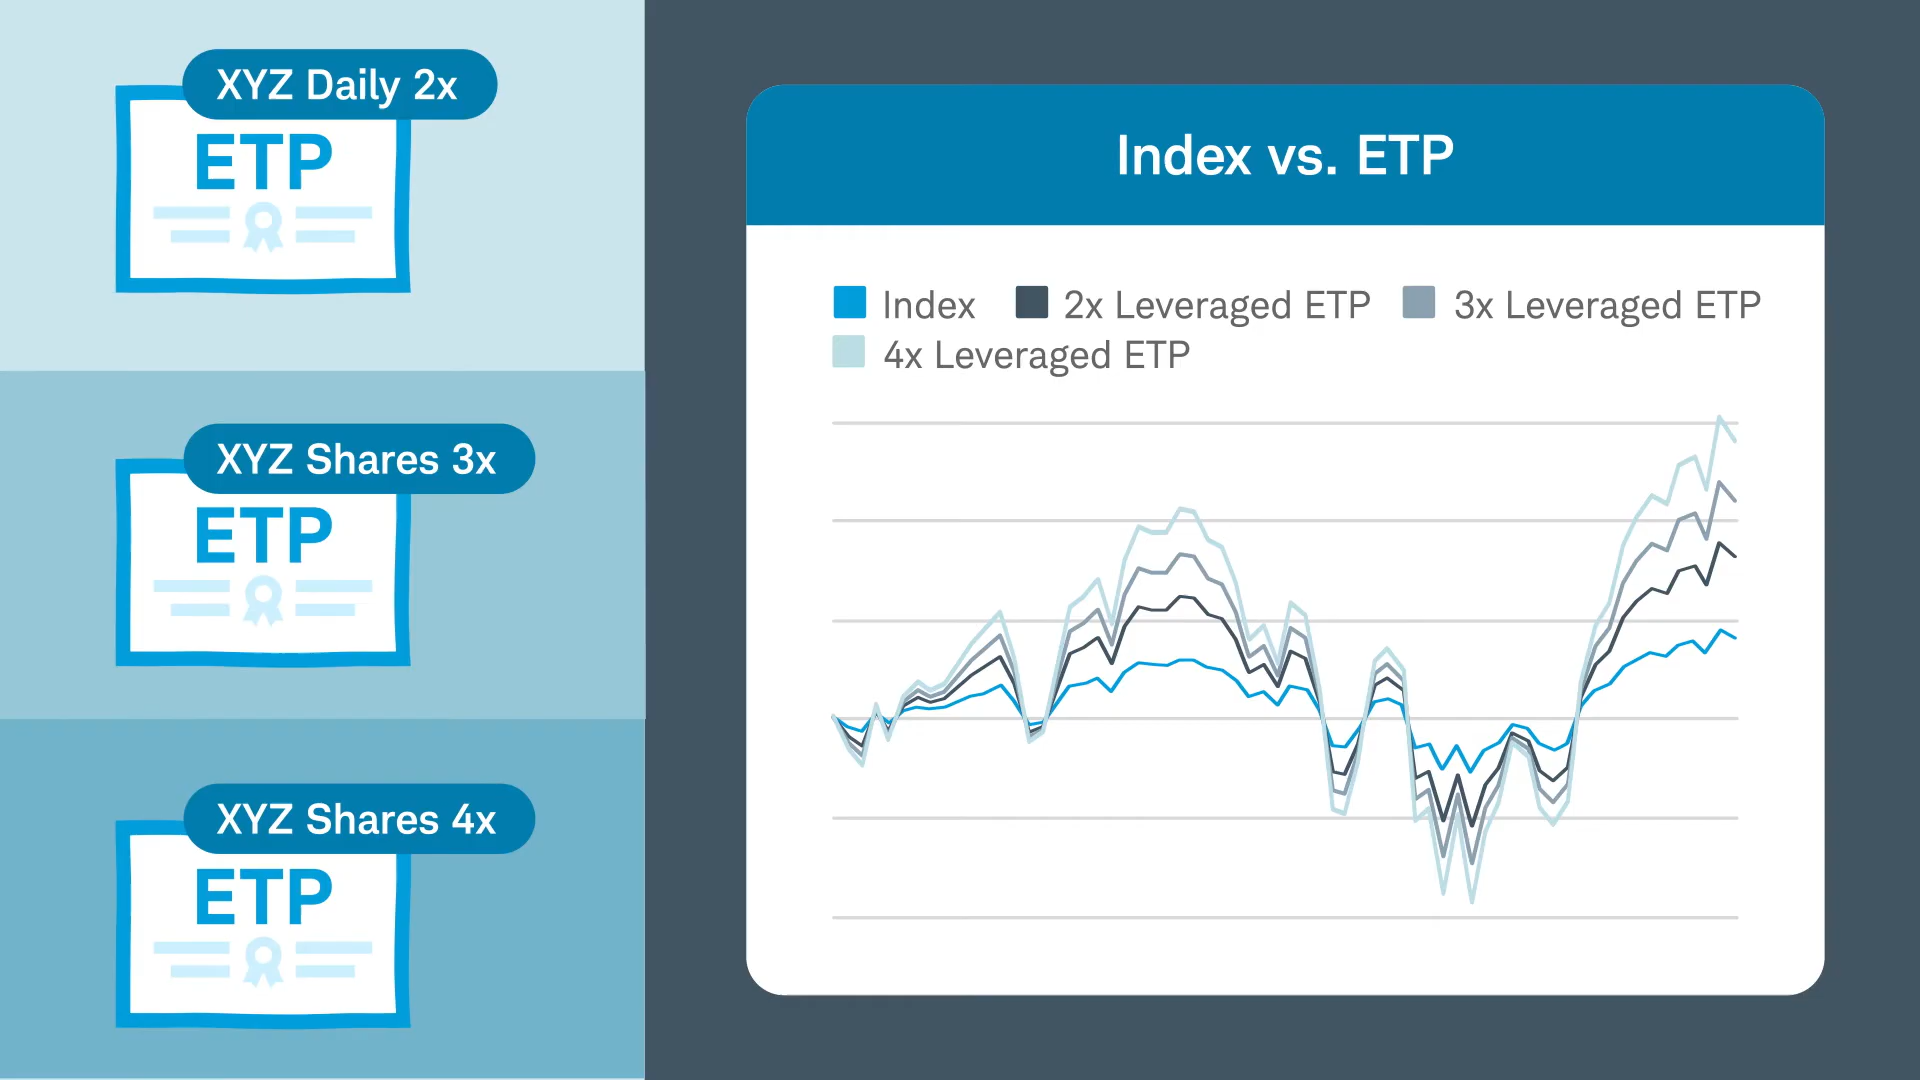 XYZ Daily 2x
ETP
XYZ Shares 3x
ETP
XYZ Shares 4x
ETP
Index vs. ETP
Index 2x Leveraged ETP 3x Leveraged ETP
4x Leveraged ETP